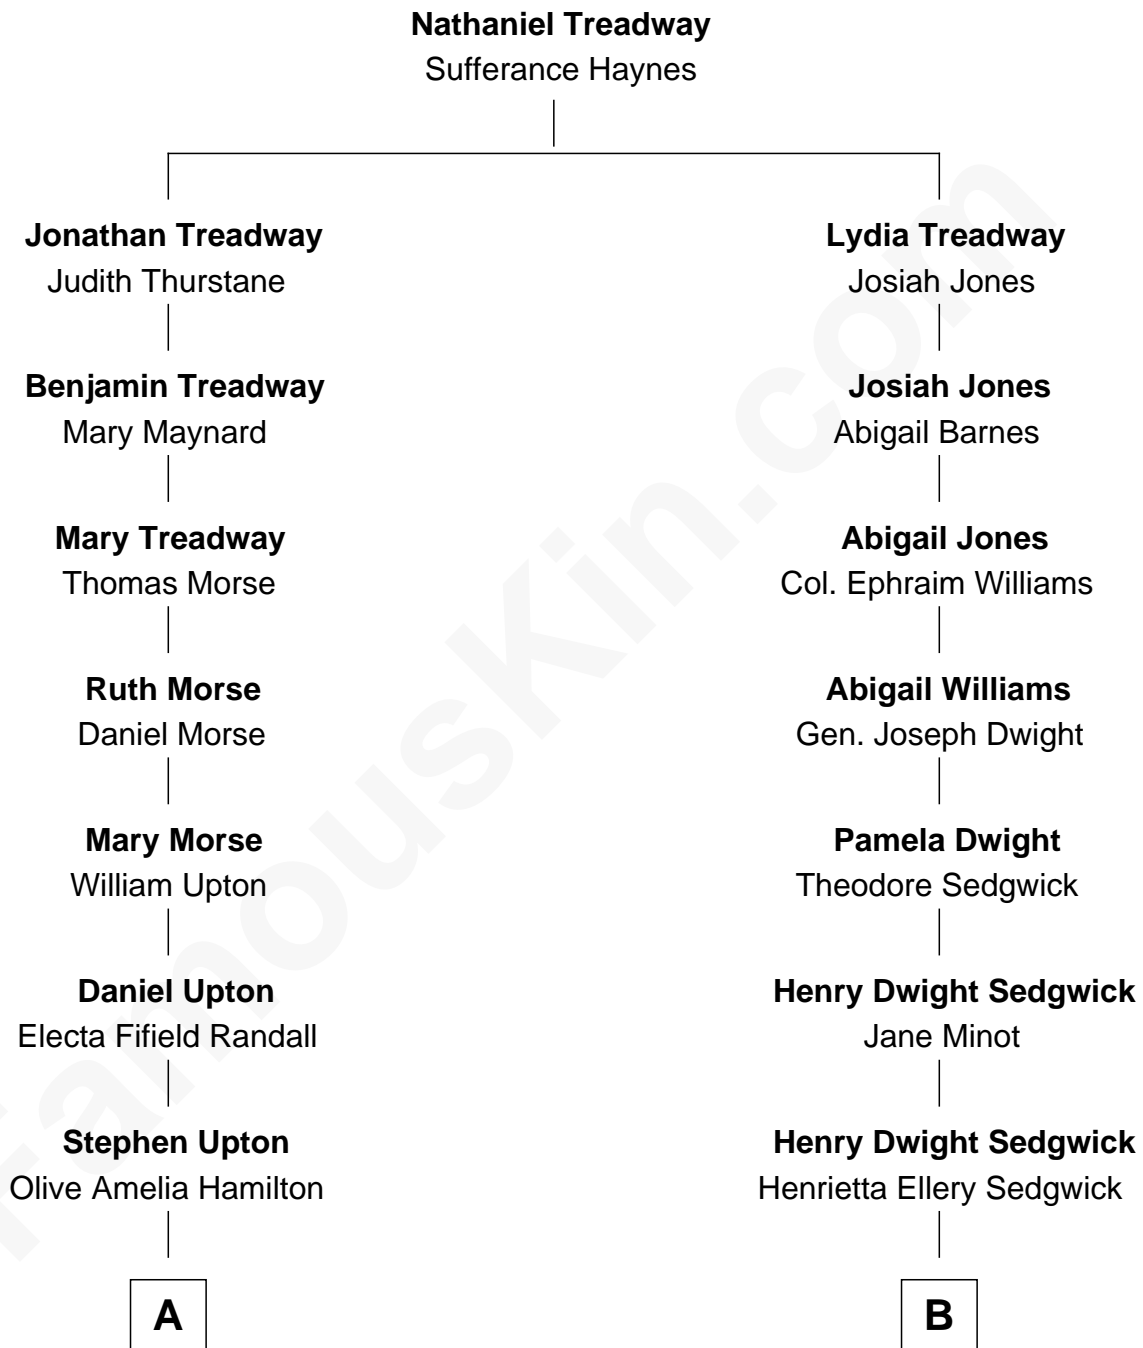 Nathaniel Treadway
Sufferance Haynes
Jonathan Treadway
Judith Thurstane
Benjamin Treadway
Mary Maynard
Mary Treadway
Thomas Morse
Ruth Morse
Daniel Morse
Mary Morse
William Upton
Daniel Upton
Electa Fifield Randall
Stephen Upton
Olive Amelia Hamilton
A
Lydia Treadway
Josiah Jones
Josiah Jones
Abigail Barnes
Abigail Jones
Col. Ephraim Williams
Abigail Williams
Gen. Joseph Dwight
Pamela Dwight
Theodore Sedgwick
Henry Dwight Sedgwick
Jane Minot
Henry Dwight Sedgwick
Henrietta Ellery Sedgwick
B
FamousKin.com